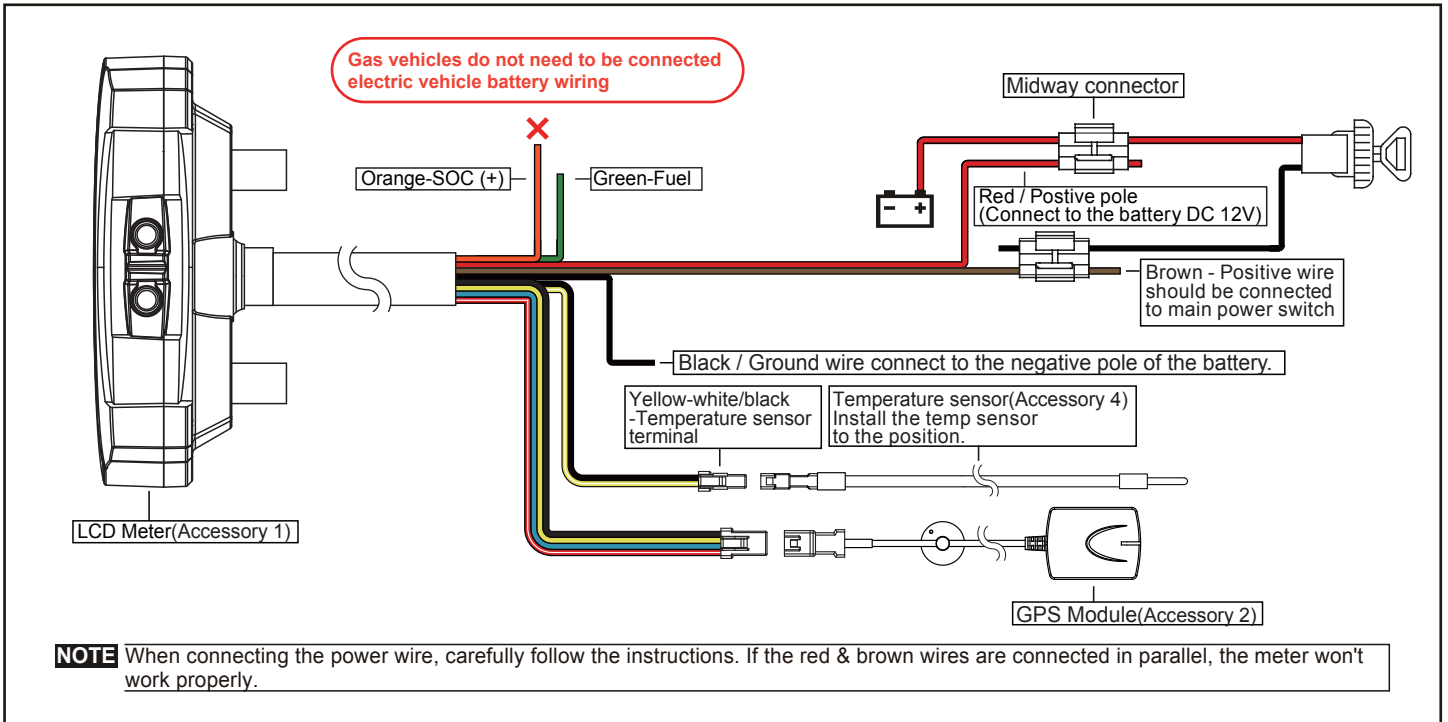 Gas vehicles do not need to be connected
electric vehicle battery wiring
Midway connector
Orange-SOC (+)
Green-Fuel
Red / Postive pole
(Connect to the battery DC 12V)
- +
Brown - Positive wire
should be connected
to main power switch
Black / Ground wire connect to the negative pole of the battery.
Yellow-white/black
-Temperature sensor
terminal
Temperature sensor(Accessory 4)
Install the temp sensor
to the position.
LCD Meter(Accessory 1)
GPS Module(Accessory 2)
NOTE When connecting the power wire, carefully follow the instructions. If the red & brown wires are connected in parallel, the meter won't
work properly.